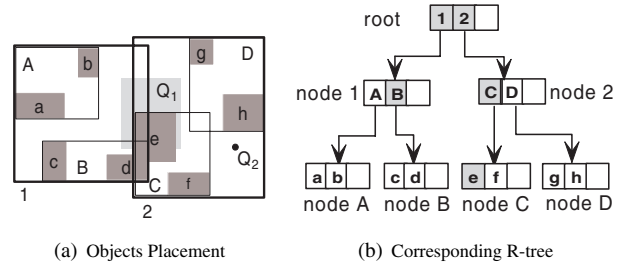 A
b
a
c
B
d
1
g
D
Q1
h
e
Q2
C
f
2
root
1 2
node 1
A B
C D
node 2
a b
c d
e f
g h
node A
node B
node C
node D
(a) Objects Placement
(b) Corresponding R-tree